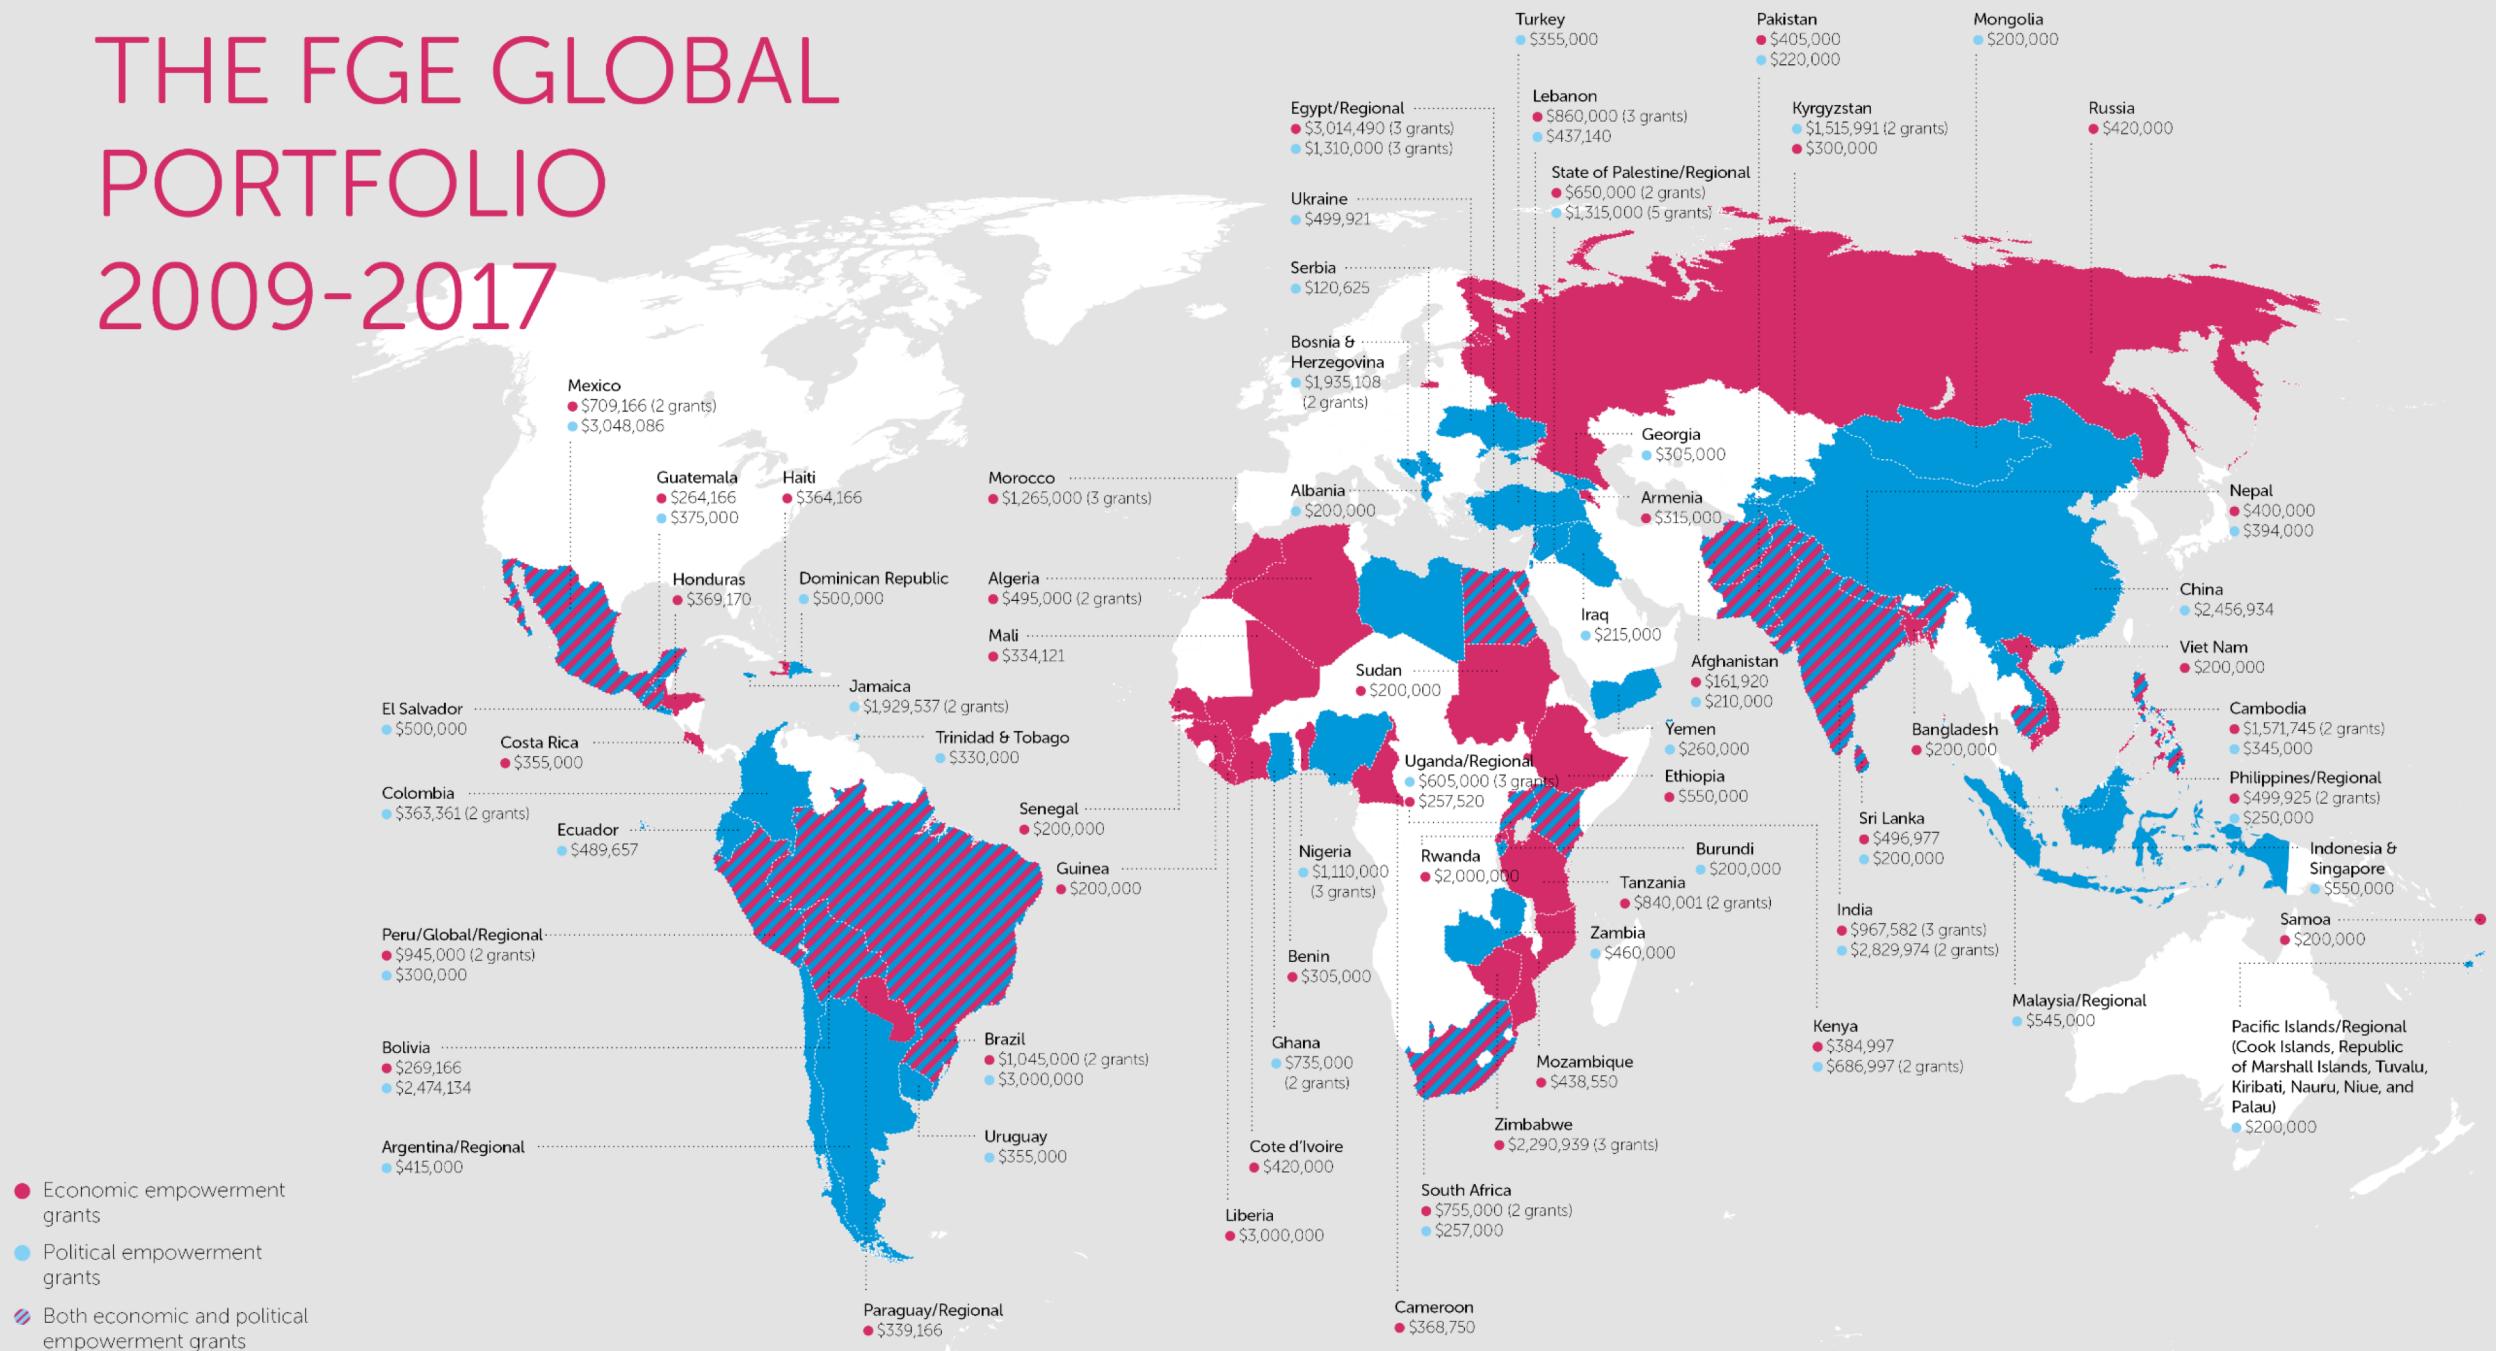 THE FGE GLOBAL
PORTFOLIO
2009-2017
Turkey
$355,000
Pakistan
$405,000
$220,000
Mongolia
$200,000
Egypt/Regional
$3,014,490 (3 grants)
$1,310,000 (3 grants)
Lebanon
$860,000 (3 grants)
$437,140
Kyrgyzstan
$1,515,991 (2 grants)
$300,000
Russia
$420,000
State of Palestine/Regional
$650,000 (2 grants)
$1,315,000 (5 grants)
Ukraine
$499,921
Serbia
$120,625
Bosnia &
Herzegovina
$1,935,108
(2 grants)
Mexico
$709,166 (2 grants)
$3,048,086
Georgia
$305,000
Guatemala
$264,166
$375,000
Haiti
$364,166
Morocco
$1,265,000 (3 grants)
Albania
$200,000
Armenia
$315,000
Nepal
$400,000
$394,000
Honduras
$369,170
Dominican Republic
$500,000
Algeria
$495,000 (2 grants)
China
$2,456,934
Iraq
$215,000
Mali
$334,121
Viet Nam
$200,000
Sudan
$200,000
Afghanistan
$161,920
$210,000
Jamaica
$1,929,537 (2 grants)
El Salvador
$500,000
Cambodia
$1,571,745 (2 grants)
$345,000
Costa Rica
$355,000
Trinidad & Tobago
$330,000
Yemen
$260,000
Bangladesh
$200,000
Uganda/Regional
$605,000 (3 grants)
$257,520
Ethiopia
$550,000
Philippines/Regional
$499,925 (2 grants)
$250,000
Colombia
$363,361 (2 grants)
Senegal
$200,000
Ecuador
$489,657
Sri Lanka
$496,977
$200,000
Nigeria
$1,110,000
(3 grants)
Rwanda
$2,000,000
Burundi
$200,000
Indonesia &
Singapore
$550,000
Guinea
$200,000
Tanzania
$840,001 (2 grants)
India
$967,582 (3 grants)
$2,829,974 (2 grants)
Samoa
$200,000
Peru/Global/Regional
$945,000 (2 grants)
$300,000
Zambia
$460,000
Benin
$305,000
Malaysia/Regional
$545,000
Kenya
$384,997
$686,997 (2 grants)
Pacific Islands/Regional
(Cook Islands, Republic
of Marshall Islands, Tuvalu,
Kiribati, Nauru, Niue, and
Palau)
$200,000
Bolivia
$269,166
$2,474,134
Brazil
$1,045,000 (2 grants)
$3,000,000
Ghana
$735,000
(2 grants)
Mozambique
$438,550
Zimbabwe
$2,290,939 (3 grants)
Argentina/Regional
$415,000
Uruguay
$355,000
Cote d'Ivoire
$420,000
South Africa
$755,000 (2 grants)
$257,000
Liberia
$3,000,000
Paraguay/Regional
$339,166
Cameroon
$368,750
Economic empowerment
grants
Political empowerment
grants
Both economic and political
empowerment grants